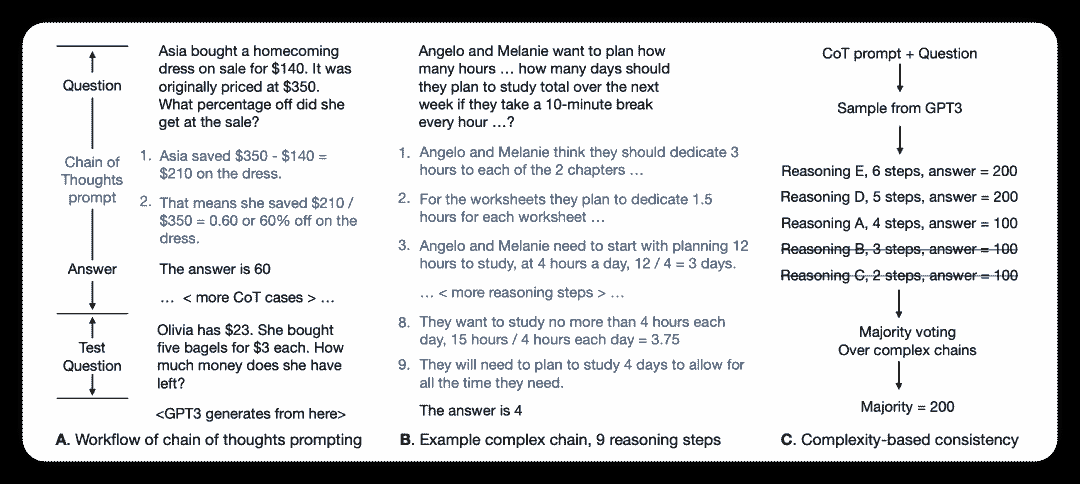 Question
Chain of
Thoughts
prompt
Answer
Test
Question
Asia bought a homecoming
dress on sale for $140. It was
originally priced at $350.
What percentage off did she
get at the sale?
1. Asia saved $350 - $140 =
$210 on the dress.
2. That means she saved $210 /
$350 = 0.60 or 60% off on the
dress.
The answer is 60
... < more CoT cases > ...
Olivia has $23. She bought
five bagels for $3 each. How
much money does she have
left?
<GPT3 generates from here>
A. Workflow of chain of thoughts prompting
Angelo and Melanie want to plan how
many hours ... how many days should
they plan to study total over the next
week if they take a 10-minute break
every hour ...?
1. Angelo and Melanie think they should dedicate 3
hours to each of the 2 chapters ...
2. For the worksheets they plan to dedicate 1.5
hours for each worksheet ...
3. Angelo and Melanie need to start with planning 12
hours to study, at 4 hours a day, 12 / 4 = 3 days.
... < more reasoning steps > ...
8. They want to study no more than 4 hours each
day, 15 hours / 4 hours each day = 3.75
9. They will need to plan to study 4 days to allow for
all the time they need.
The answer is 4
B. Example complex chain, 9 reasoning steps
CoT prompt + Question
Sample from GPT3
Reasoning E, 6 steps, answer = 200
Reasoning D, 5 steps, answer = 200
Reasoning A, 4 steps, answer = 100
Reasoning B, 3 steps, answer = 100
Reasoning C, 2 steps, answer = 100
Majority voting
Over complex chains
Majority = 200
C. Complexity-based consistency